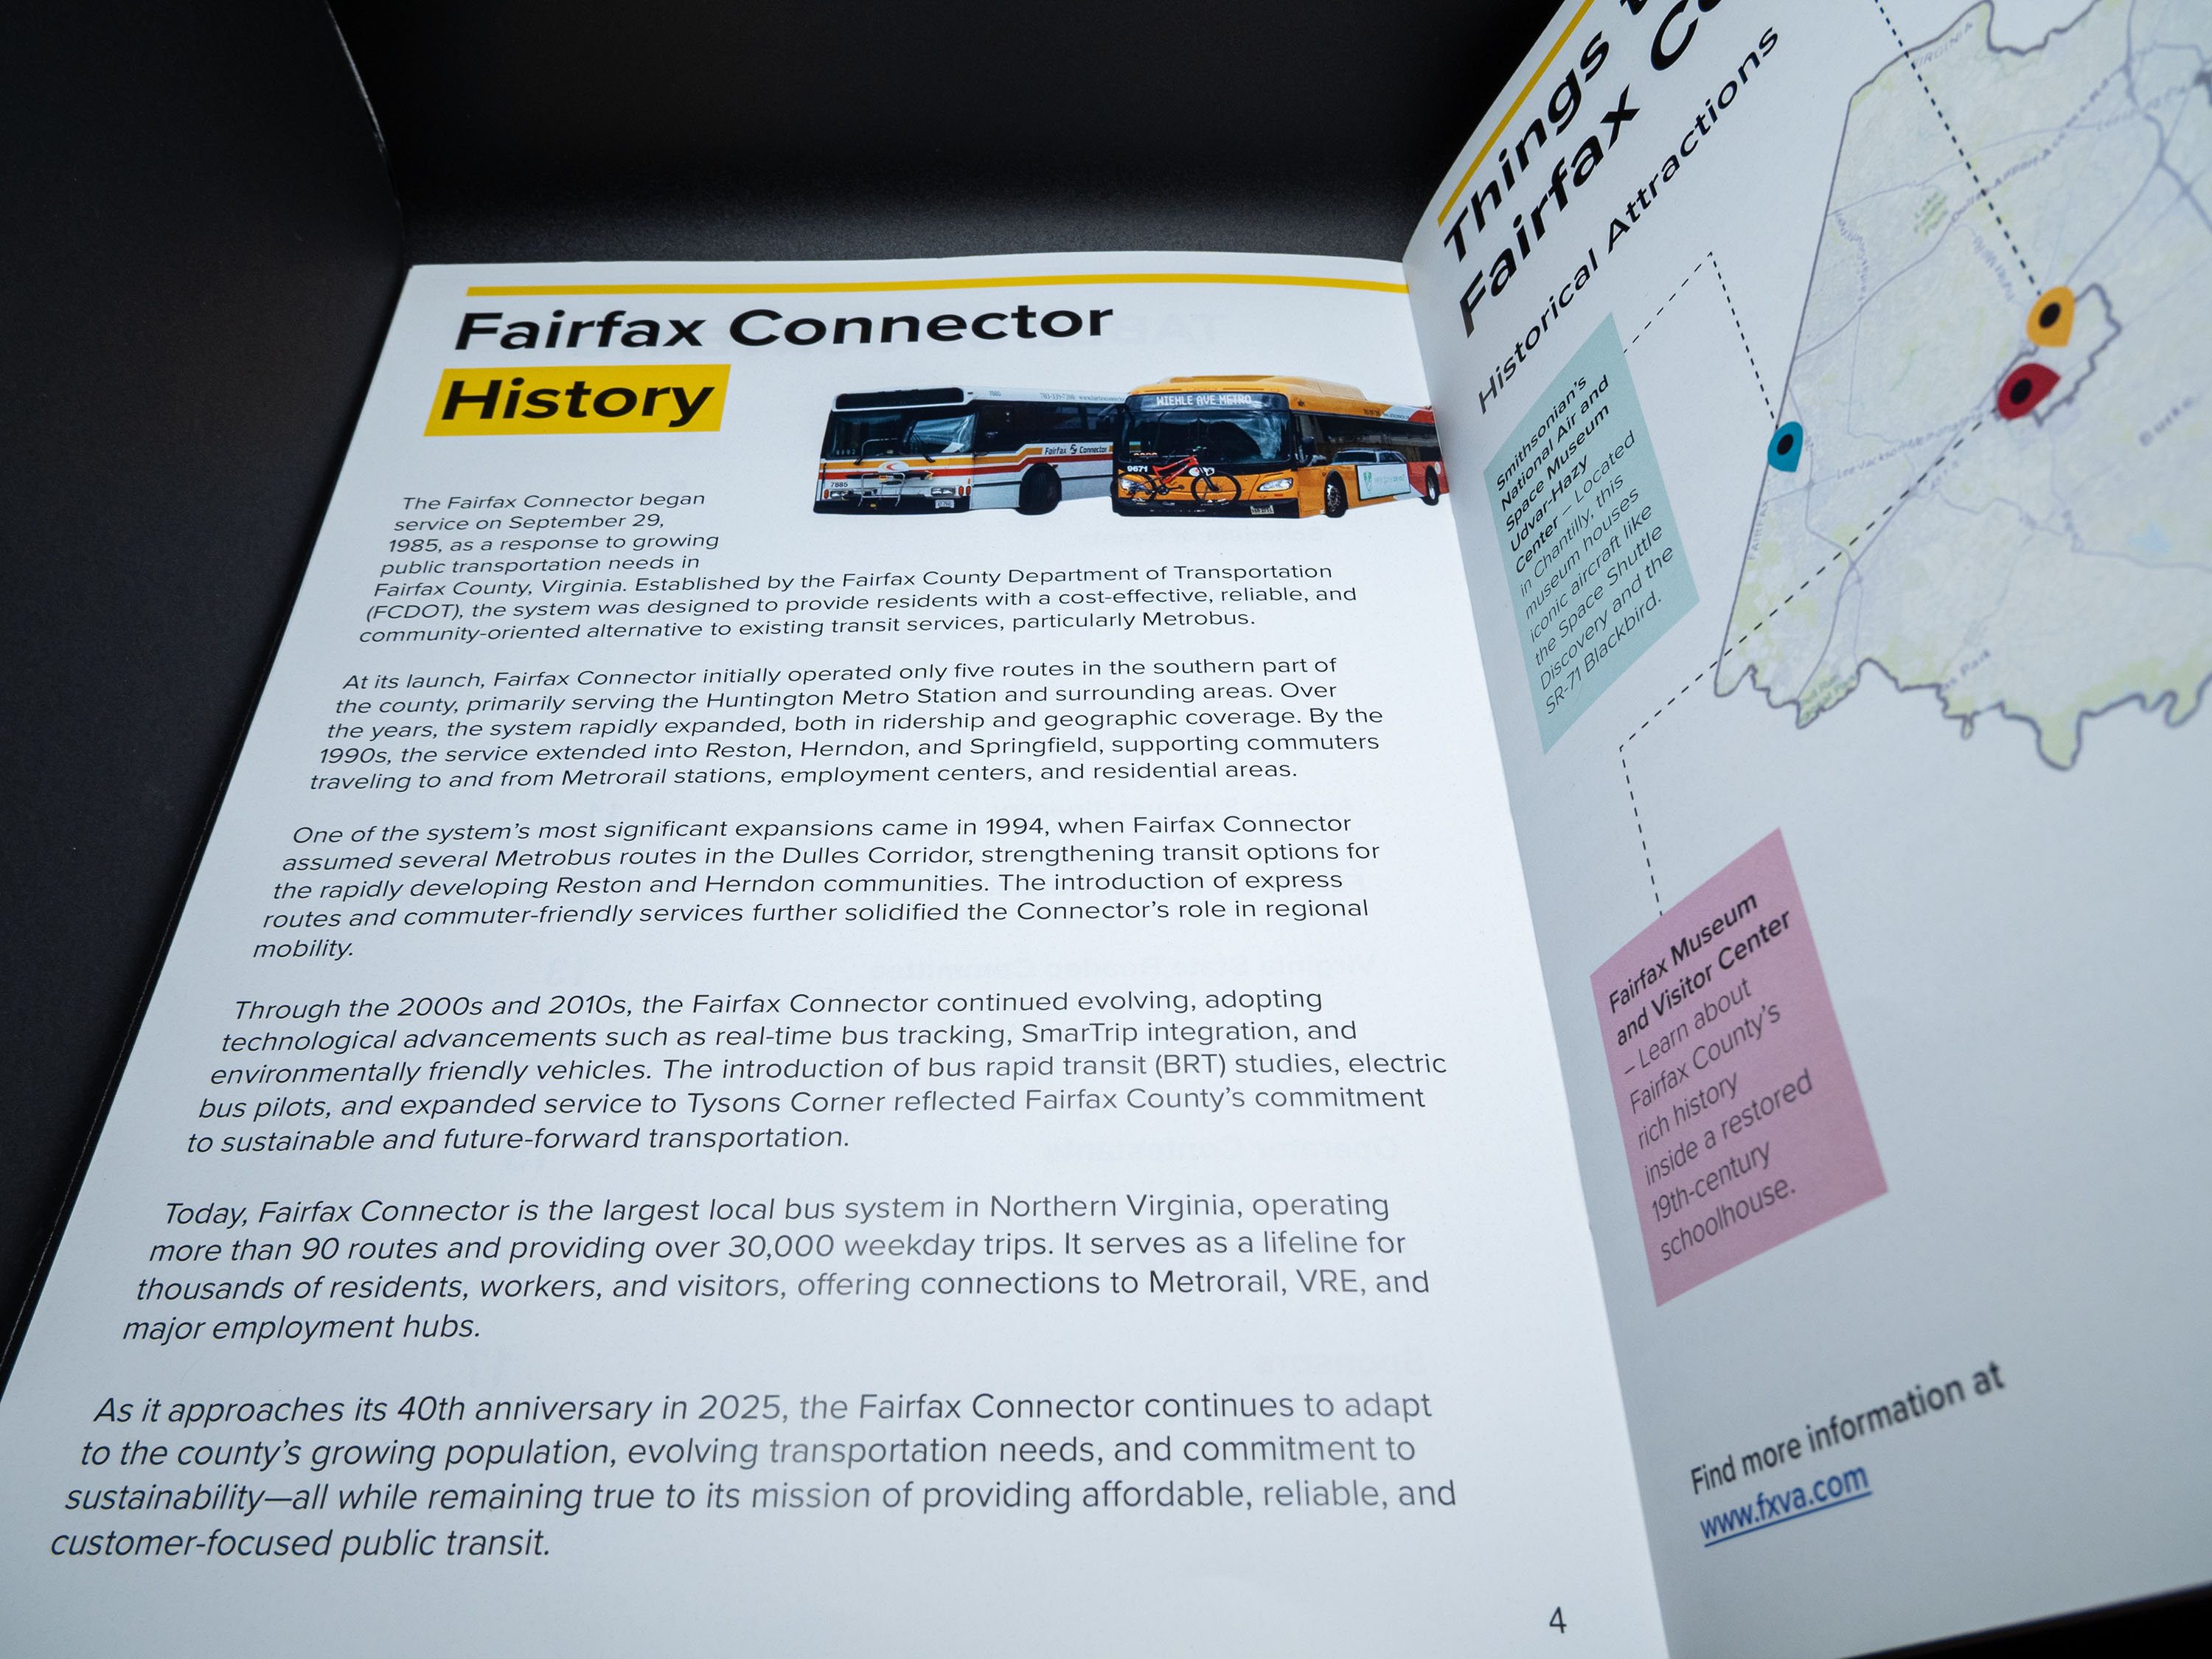 Fairfax Connector
History
7885
Fairfax Connector
7885
WIEHLE AVE METRO
9671
The Fairfax Connector began
service on September 29,
1985, as a response to growing
public transportation needs in
Fairfax County, Virginia. Established by the Fairfax County Department of Transportation
(FCDOT), the system was designed to provide residents with a cost-effective, reliable, and
community-oriented alternative to existing transit services, particularly Metrobus.
At its launch, Fairfax Connector initially operated only five routes in the southern part of
the county, primarily serving the Huntington Metro Station and surrounding areas. Over
the years, the system rapidly expanded, both in ridership and geographic coverage. By the
1990s, the service extended into Reston, Herndon, and Springfield, supporting commuters
traveling to and from Metrorail stations, employment centers, and residential areas.
One of the system's most significant expansions came in 1994, when Fairfax Connector
assumed several Metrobus routes in the Dulles Corridor, strengthening transit options for
the rapidly developing Reston and Herndon communities. The introduction of express
routes and commuter-friendly services further solidified the Connector's role in regional
mobility.
Through the 2000s and 2010s, the Fairfax Connector continued evolving, adopting
technological advancements such as real-time bus tracking, SmarTrip integration, and
environmentally friendly vehicles. The introduction of bus rapid transit (BRT) studies, electric
bus pilots, and expanded service to Tysons Corner reflected Fairfax County's commitment
to sustainable and future-forward transportation.
Today, Fairfax Connector is the largest local bus system in Northern Virginia, operating
more than 90 routes and providing over 30,000 weekday trips. It serves as a lifeline for
thousands of residents, workers, and visitors, offering connections to Metrorail, VRE, and
major employment hubs.
As it approaches its 40th anniversary in 2025, the Fairfax Connector continues to adapt
to the county's growing population, evolving transportation needs, and commitment to
sustainability—all while remaining true to its mission of providing affordable, reliable, and
customer-focused public transit.
4
Things
Fairfax
Historical Attractions
Smithsonian's
National Air and
Space Museum
Udvar-Hazy
Center – Located
in Chantilly, this
museum houses
iconic aircraft like
the Space Shuttle
Discovery and the
SR-71 Blackbird.
VIRGINIA
FAIRFAX
Burke
Fairfax Museum
and Visitor Center
– Learn about
Fairfax County's
rich history
inside a restored
19th-century
schoolhouse.
Find more information at
www.fxva.com